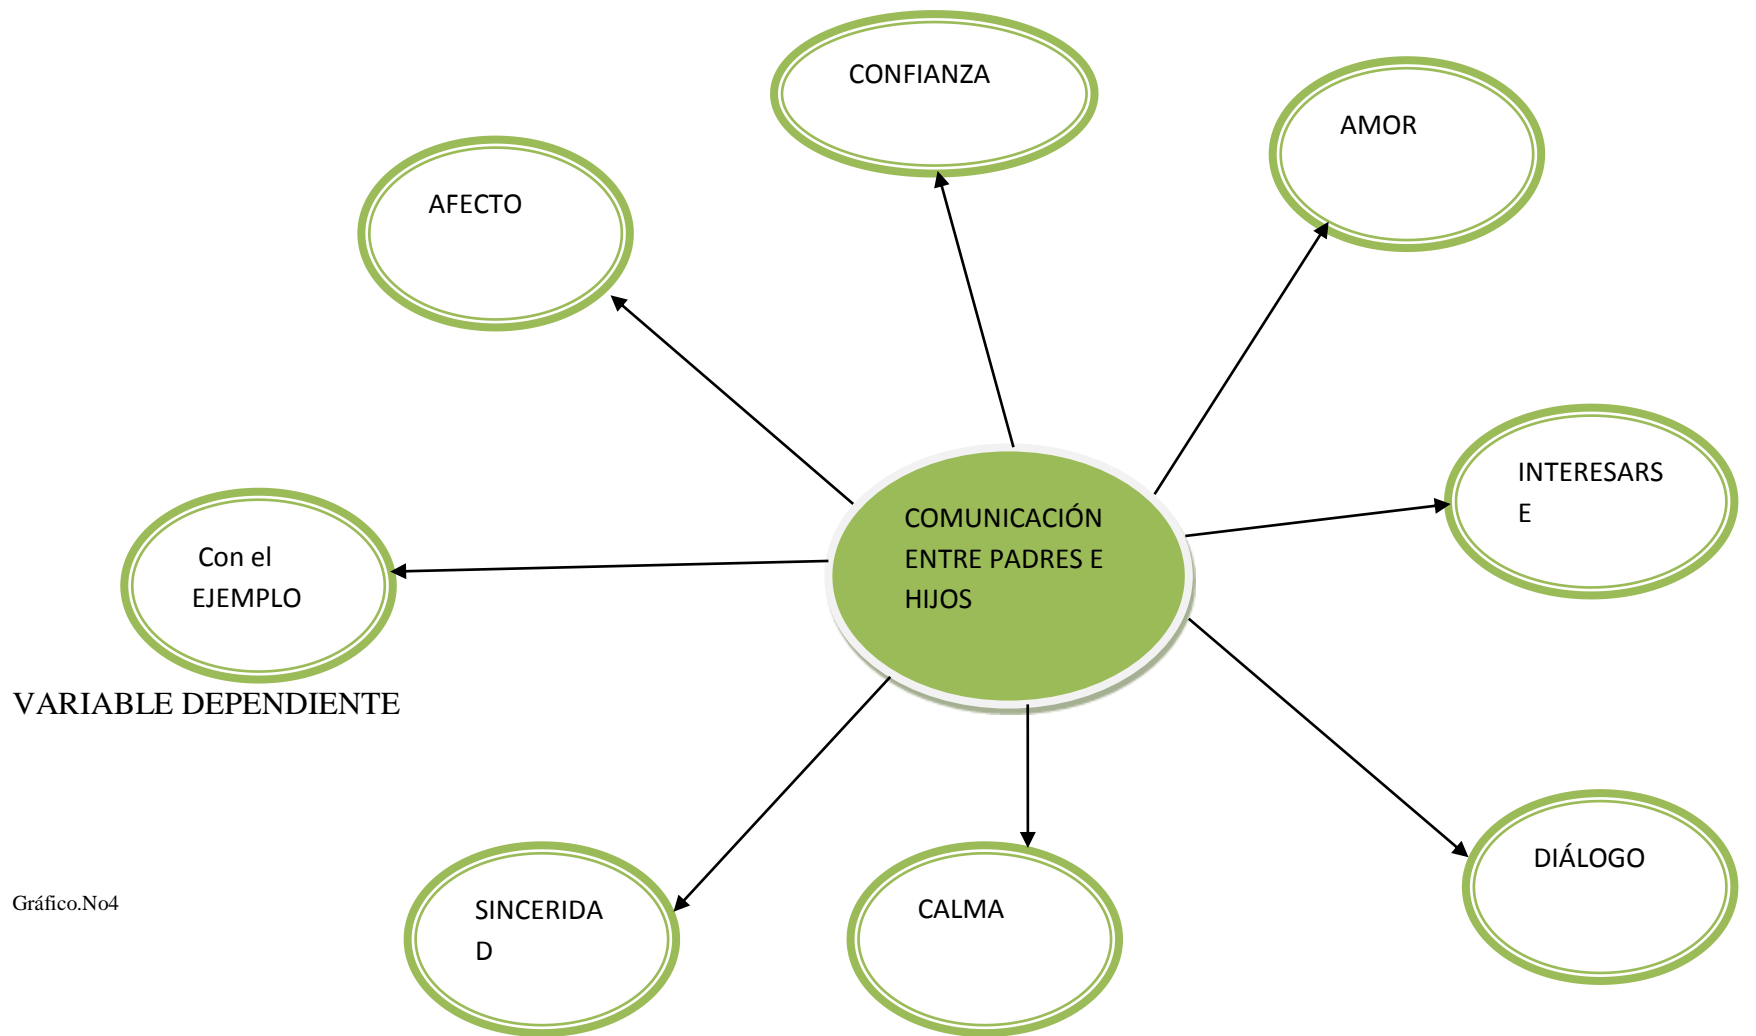 CONFIANZA
AMOR
AFECTO
INTERESARS
E
COMUNICACIÓN
ENTRE PADRES E
HIJOS
Con el
EJEMPLO
VARIABLE DEPENDIENTE
DIÁLOGO
Gráfico.No4
SINCERIDA
D
CALMA